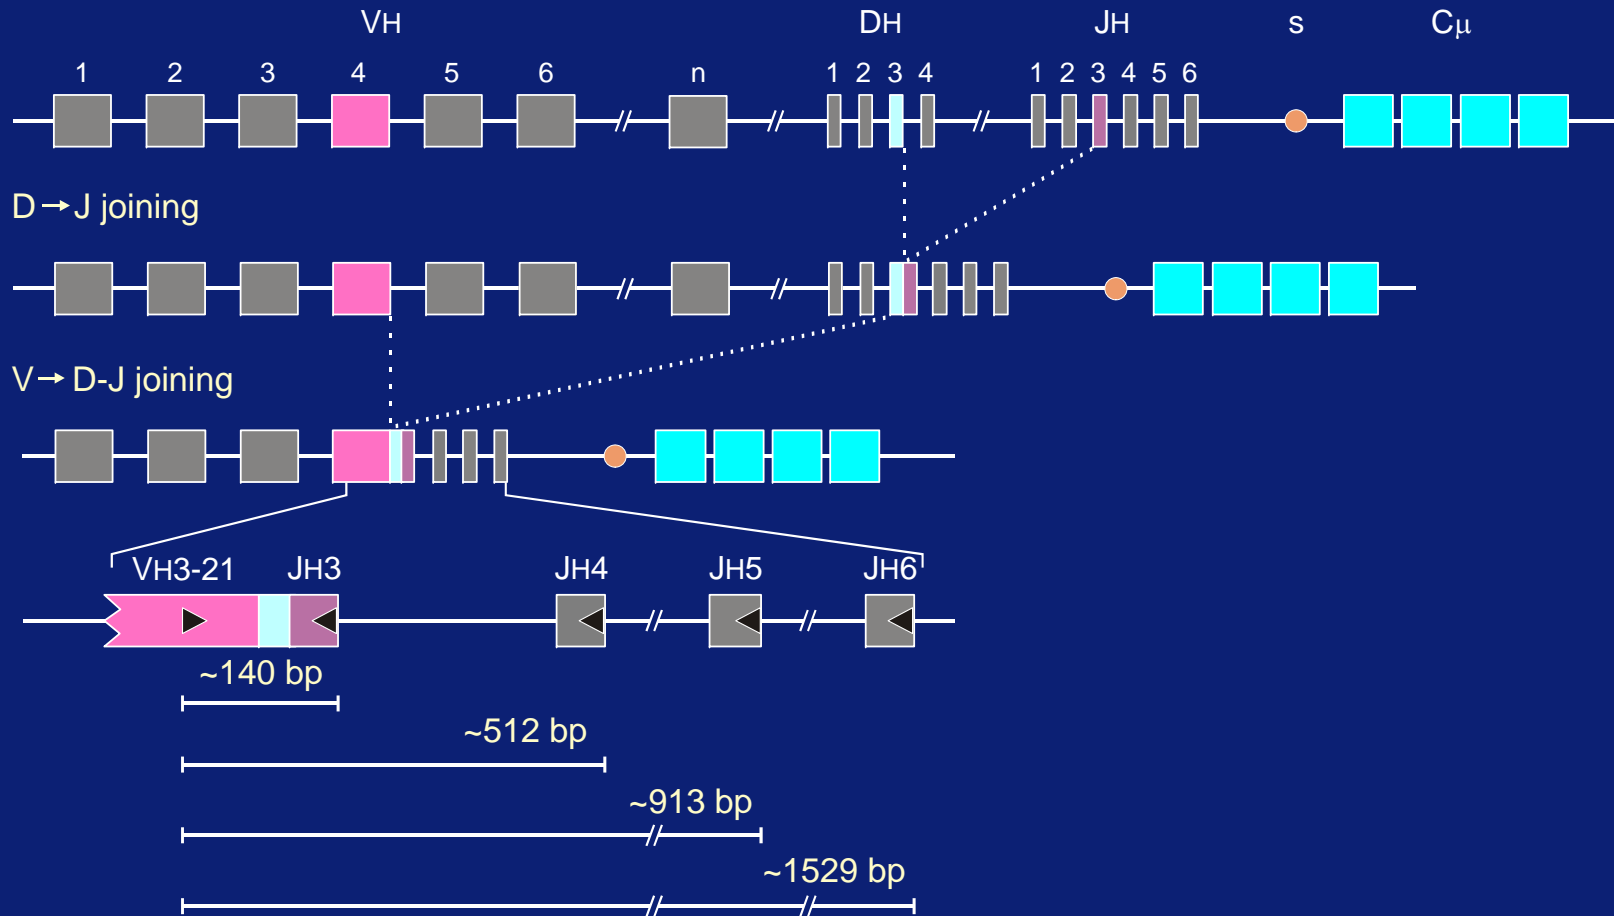 VH DH JH s Cµ
1 2 3 4 5 6 n 1 2 3 4 1 2 3 4 5 6
D→J joining
V→ D-J joining
VH3-21 JH3 JH4 JH5 JH6
~140 bp
~512 bp
~913 bp
~1529 bp